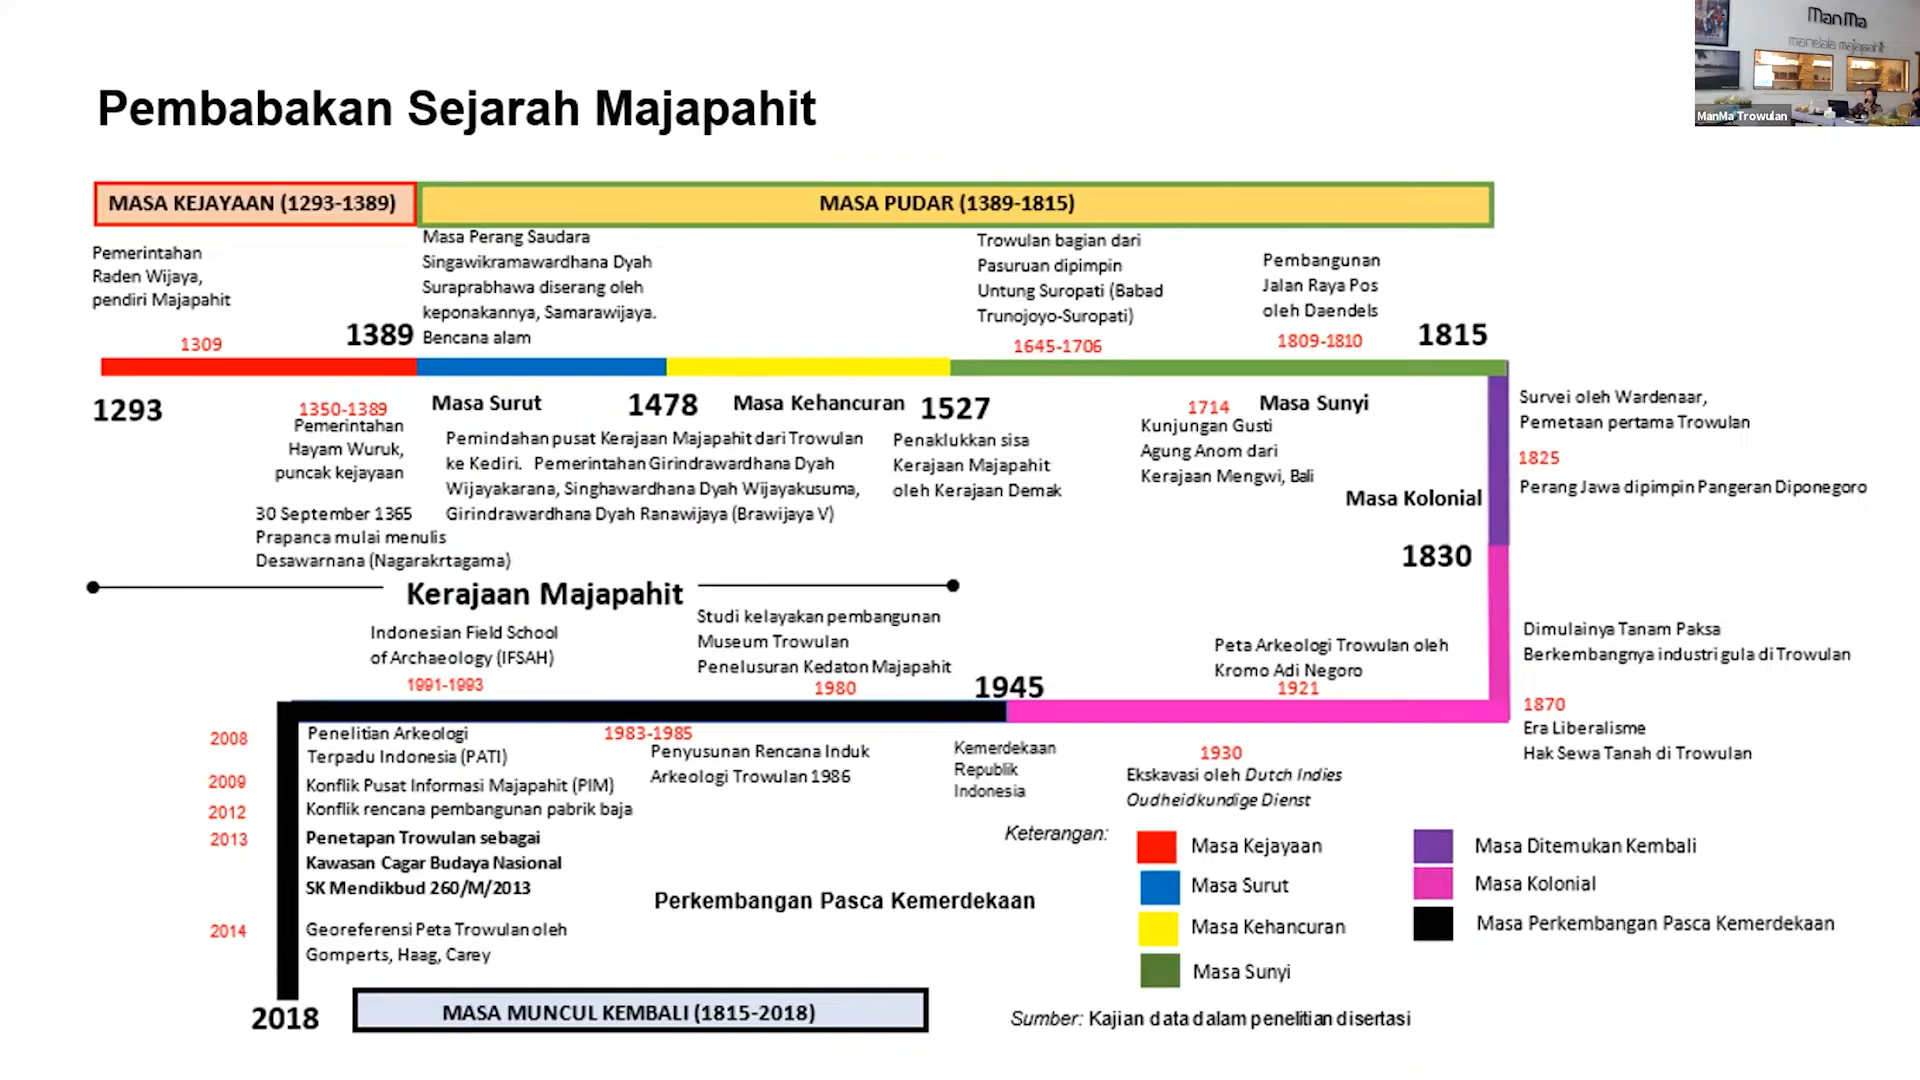 ManMa
mandala majapahit
ManMa Trowulan
Pembabakan Sejarah Majapahit
MASA KEJAYAAN (1293-1389)
MASA PUDAR (1389-1815)
Pemerintahan
Raden Wijaya,
pendiri Majapahit
1309
1389
Masa Perang Saudara
Singawikramawardhana Dyah
Suraprabhawa diserang oleh
keponakannya, Samarawijaya.
Bencana alam
Trowulan bagian dari
Pasuruan dipimpin
Untung Suropati (Babad
Trunojoyo-Suropati)
1645-1706
Pembangunan
Jalan Raya Pos
oleh Daendels
1809-1810
1815
1293
1350-1389
Pemerintahan
Hayam Wuruk,
puncak kejayaan
30 September 1365
Prapanca mulai menulis
Desawarnana (Nagarakrtagama)
Masa Surut
1478
Masa Kehancuran
1527
Pemindahan pusat Kerajaan Majapahit dari Trowulan
ke Kediri. Pemerintahan Girindrawardhana Dyah
Wijayakarana, Singhawardhana Dyah Wijayakusuma,
Girindrawardhana Dyah Ranawijaya (Brawijaya V)
Penaklukkan sisa
Kerajaan Majapahit
oleh Kerajaan Demak
1714
Masa Sunyi
Kunjungan Gusti
Agung Anom dari
Kerajaan Mengwi, Bali
Survei oleh Wardenaar,
Pemetaan pertama Trowulan
1825
Perang Jawa dipimpin Pangeran Diponegoro
Masa Kolonial
1830
Kerajaan Majapahit
Indonesian Field School
of Archaeology (IFSAH)
1991-1993
Studi kelayakan pembangunan
Museum Trowulan
Penelusuran Kedaton Majapahit
1980
1945
Peta Arkeologi Trowulan oleh
Kromo Adi Negoro
1921
Dimulainya Tanam Paksa
Berkembangnya industri gula di Trowulan
1870
Era Liberalisme
Hak Sewa Tanah di Trowulan
2008
Penelitian Arkeologi
Terpadu Indonesia (PATI)
2009
Konflik Pusat Informasi Majapahit (PIM)
2012
Konflik rencana pembangunan pabrik baja
2013
Penetapan Trowulan sebagai
Kawasan Cagar Budaya Nasional
SK Mendikbud 260/M/2013
2014
Georeferensi Peta Trowulan oleh
Gomperts, Haag, Carey
1983-1985
Penyusunan Rencana Induk
Arkeologi Trowulan 1986
Kemerdekaan
Republik
Indonesia
1930
Ekskavasi oleh Dutch Indies
Oudheidkundige Dienst
Perkembangan Pasca Kemerdekaan
2018
MASA MUNCUL KEMBALI (1815-2018)
Keterangan:
Masa Kejayaan
Masa Surut
Masa Kehancuran
Masa Sunyi
Masa Ditemukan Kembali
Masa Kolonial
Masa Perkembangan Pasca Kemerdekaan
Sumber: Kajian data dalam penelitian disertasi